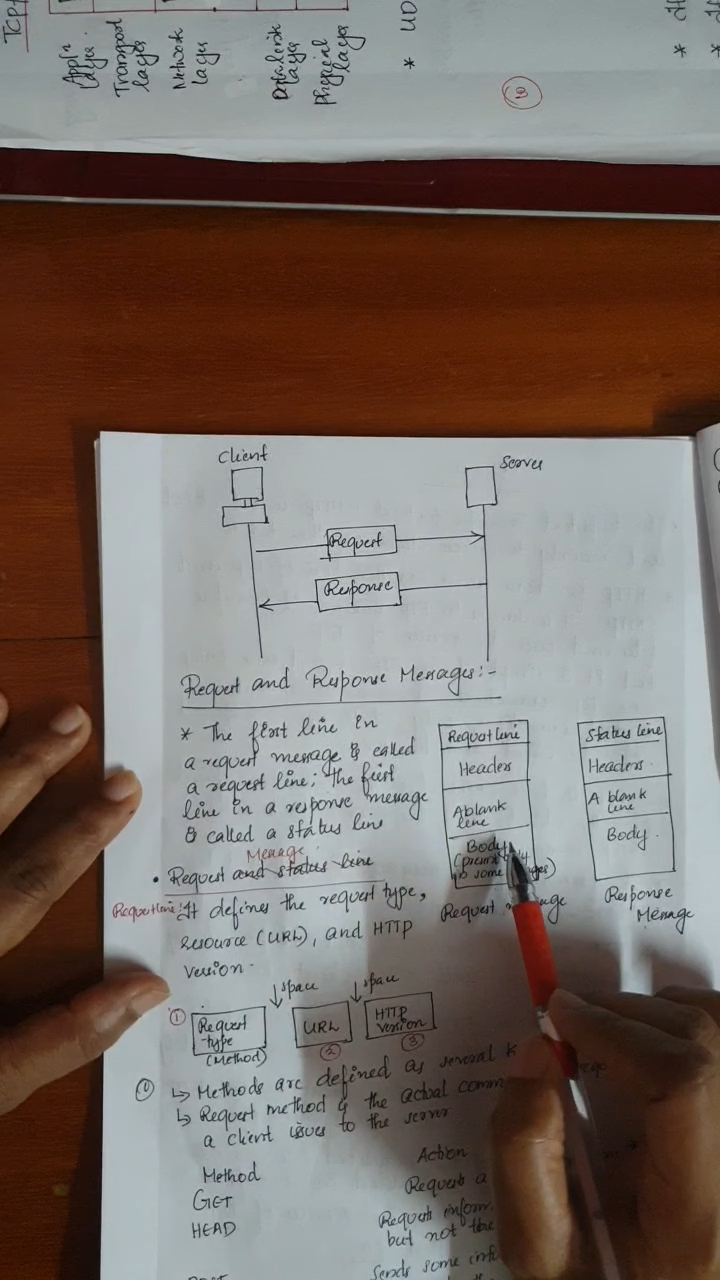 TCP/
Appln Layer
Transport layer
Network layer
Datalink layer
Physical layer
* UD
*
*
Client
Server
Request
Response
Request and Response Messages:-
* The first line in
a request message is called
a request line; the first
line in a response message
is called a status line
Message
• Request and status line
Request line: It defines the request type,
resource (URL), and HTTP
version.
Request line
Headers
A blank
line
Body
in some
Request
Status line
Headers
A blank
line
Body.
Response
Message
↓space ↓space
① Request type (Method)
URL
②
HTTP version
③
① ↳ Methods are defined as several
↳ Request method is the actual comm
a client issues to the server
Method Action
GET Request a
HEAD Request inform.
but not the
Sends some inf